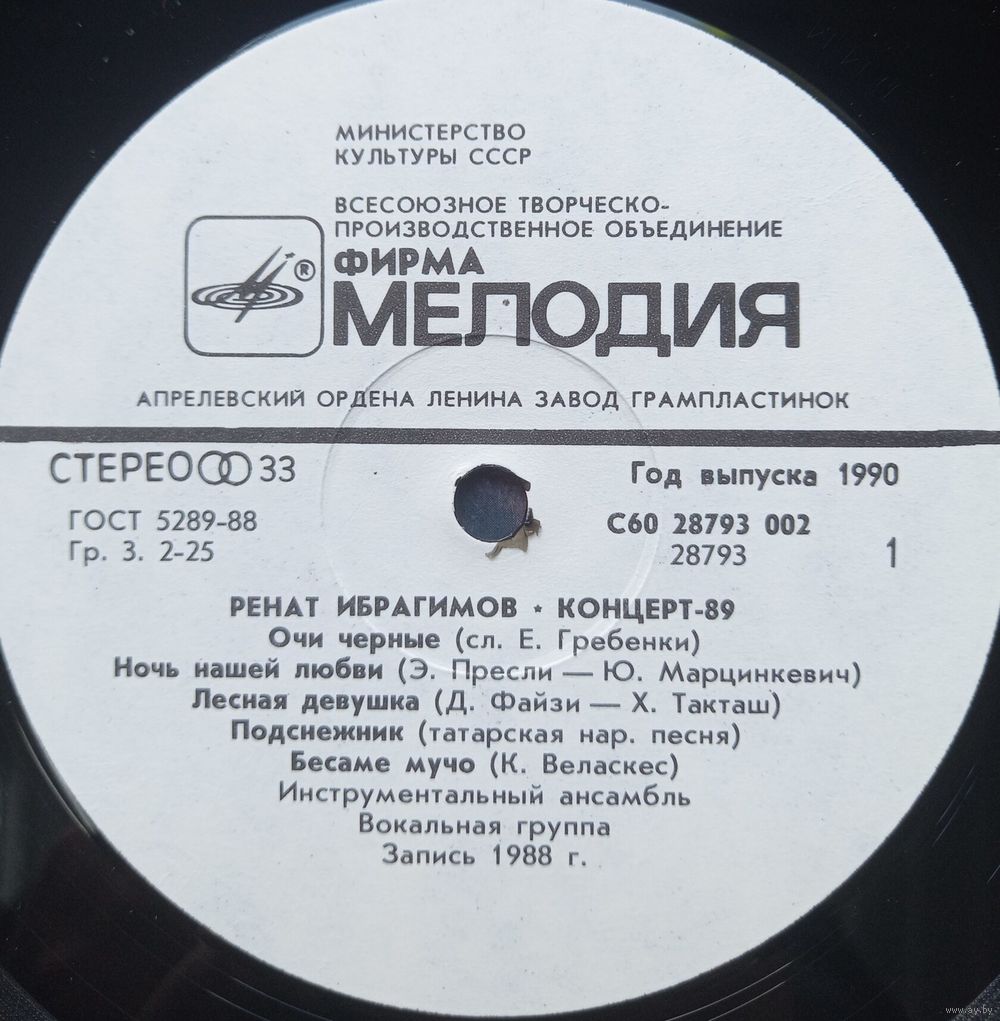 МИНИСТЕРСТВО
КУЛЬТУРЫ СССР
ВСЕСОЮЗНОЕ ТВОРЧЕСКО-
ПРОИЗВОДСТВЕННОЕ ОБЪЕДИНЕНИЕ
ФИРМА
®
МЕЛОДИЯ
АПРЕЛЕВСКИЙ ОРДЕНА ЛЕНИНА ЗАВОД ГРАМПЛАСТИНОК
СТЕРЕО 33
Год выпуска 1990
ГОСТ 5289-88
С60 28793 002
Гр. 3. 2-25
28793
1
РЕНАТ ИБРАГИМОВ ⋆ КОНЦЕРТ-89
Очи черные (сл. Е. Гребенки)
Ночь нашей любви (Э. Пресли — Ю. Марцинкевич)
Лесная девушка (Д. Файзи — Х. Такташ)
Подснежник (татарская нар. песня)
Бесаме мучо (К. Веласкес)
Инструментальный ансамбль
Вокальная группа
Запись 1988 г.
www.ay.by